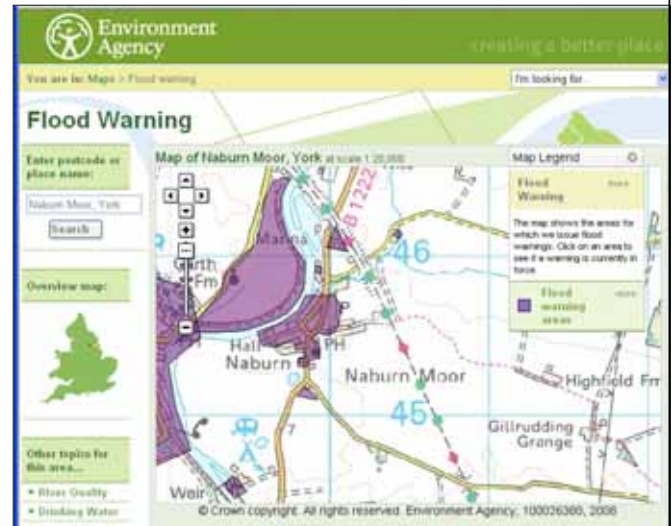 Environment
Agency
creating a better place
You are in: Maps > Flood warning
I'm looking for...
Flood Warning
Enter postcode or
place name:
Naburn Moor, York
Search
Overview map:
Other topics for
this area...
River Quality
Drinking Water
Map of Naburn Moor, York at scale 1:20,000
Map Legend
Flood
Warning
more
The map shows the areas for
which we issue flood
warnings. Click on an area to
see if a warning is currently in
force
Flood
warning
areas
more
B 1222
Marina
46
Garth
Fm
Hall
PH
Naburn
Naburn Moor
Highfield Fm
45
Gillrudding
Grange
7
Weir
© Crown copyright. All rights reserved. Environment Agency, 100026380, 2008